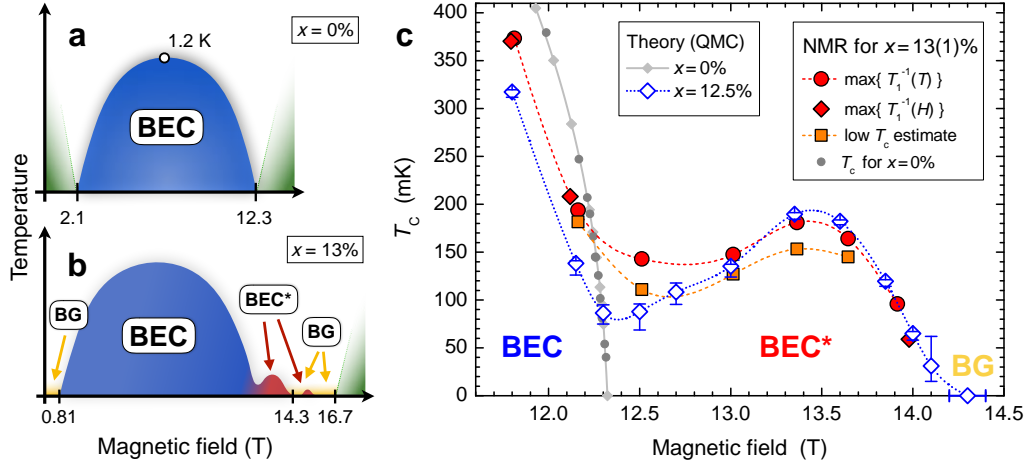 a
1.2 K
x = 0%
BEC
2.1
12.3
Temperature
b
x = 13%
BG
BEC*
BG
BEC
0.81
14.3
16.7
Magnetic field (T)
c
400
350
300
250
200
150
100
50
0
T_C (mK)
Theory (QMC)
x = 0%
x = 12.5%
NMR for x = 13(1)%
max{ T₁⁻¹(T) }
max{ T₁⁻¹(H) }
low T_c estimate
T_c for x = 0%
BEC
BEC*
BG
12.0
12.5
13.0
13.5
14.0
14.5
Magnetic field (T)